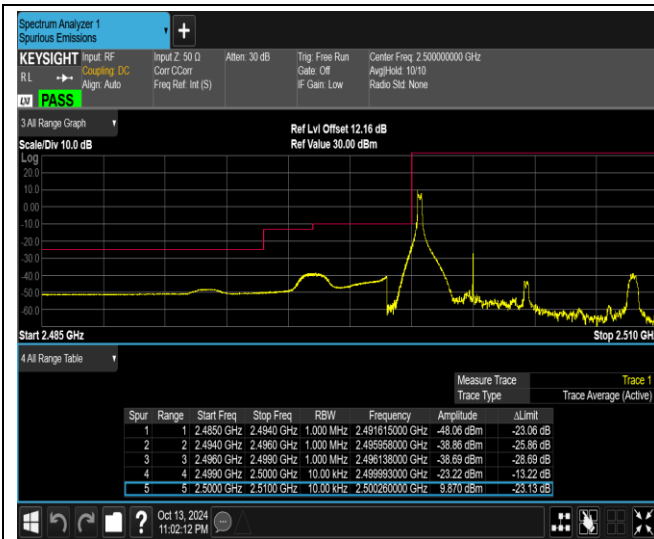 Spectrum Analyzer 1
Spurious Emissions
+
KEYSIGHT Input: RF Input Z: 50 Ω Atten: 30 dB Trig: Free Run Center Freq: 2.500000000 GHz
R L Coupling: DC Corr CCorr Gate: Off Avg|Hold: 10/10
Align: Auto Freq Ref: Int (S) IF Gain: Low Radio Std: None
LXI PASS
3 All Range Graph
Ref Lvl Offset 12.16 dB
Scale/Div 10.0 dB Ref Value 30.00 dBm
Log
20.0
10.0
0.00
-10.0
-20.0
-30.0
-40.0
-50.0
-60.0
Start 2.485 GHz Stop 2.510 GH
4 All Range Table
Measure Trace Trace 1
Trace Type Trace Average (Active)
Spur Range Start Freq Stop Freq RBW Frequency Amplitude ΔLimit
1 1 2.4850 GHz 2.4940 GHz 1.000 MHz 2.491615000 GHz -48.06 dBm -23.06 dB
2 2 2.4940 GHz 2.4960 GHz 1.000 MHz 2.495958000 GHz -38.86 dBm -25.86 dB
3 3 2.4960 GHz 2.4990 GHz 1.000 MHz 2.496138000 GHz -38.69 dBm -28.69 dB
4 4 2.4990 GHz 2.5000 GHz 10.00 kHz 2.499993000 GHz -23.22 dBm -13.22 dB
5 5 2.5000 GHz 2.5100 GHz 10.00 kHz 2.500260000 GHz 9.870 dBm -23.13 dB
? Oct 13, 2024
11:02:12 PM